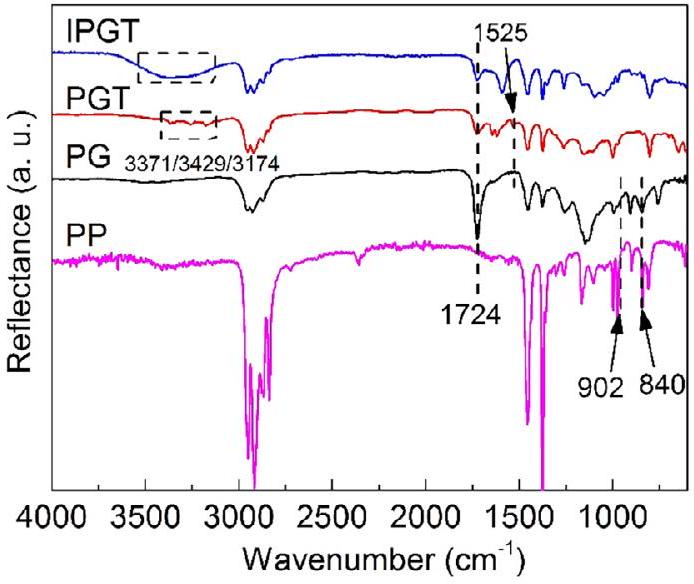 IPGT
1525
PGT
3371/3429/3174
PG
PP
1724
902
840
4000
3500
3000
2500
2000
1500
1000
Wavenumber (cm⁻¹)
Reflectance (a. u.)